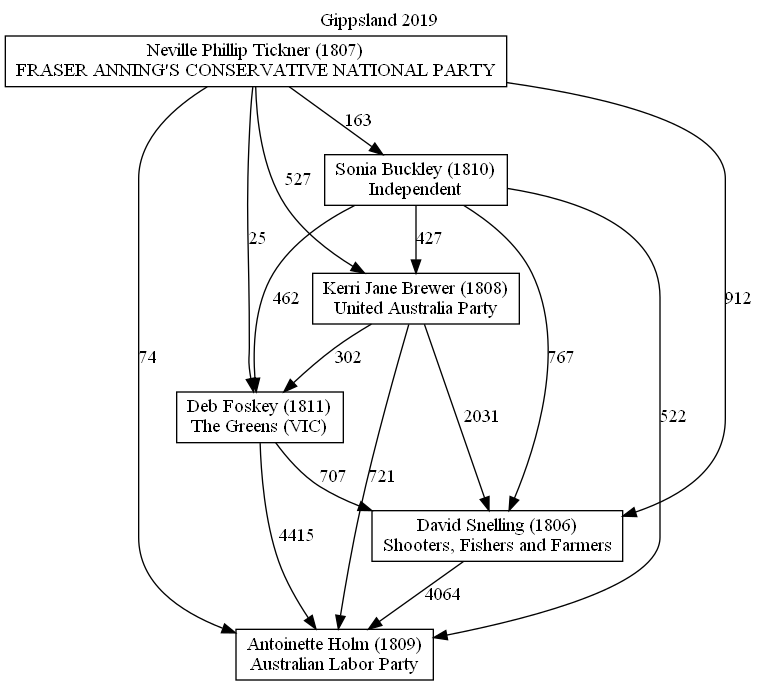 Gippsland 2019
Neville Phillip Tickner (1807)
FRASER ANNING'S CONSERVATIVE NATIONAL PARTY
163
Sonia Buckley (1810)
Independent
527
25
427
Kerri Jane Brewer (1808)
United Australia Party
462
912
74
302
767
Deb Foskey (1811)
The Greens (VIC)
2031
522
707
721
David Snelling (1806)
Shooters, Fishers and Farmers
4415
4064
Antoinette Holm (1809)
Australian Labor Party